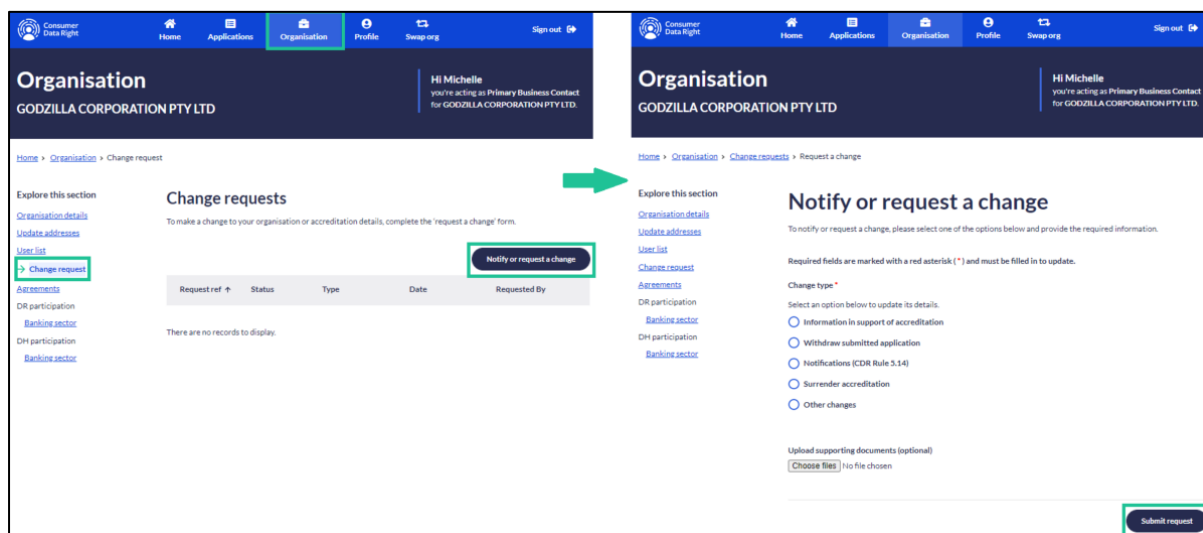 Consumer
Data Right
Home
Applications
Organisation
Profile
Swap org
Sign out
Organisation
GODZILLA CORPORATION PTY LTD
Hi Michelle
you're acting as Primary Business Contact
for GODZILLA CORPORATION PTY LTD.
Home › Organisation › Change request
Explore this section
Organisation details
Update addresses
User list
→ Change request
Agreements
DR participation
Banking sector
DH participation
Banking sector
Change requests
To make a change to your organisation or accreditation details, complete the 'request a change' form.
Notify or request a change
Request ref ↑ Status Type Date Requested By
There are no records to display.
Consumer
Data Right
Home
Applications
Organisation
Profile
Swap org
Sign out
Organisation
GODZILLA CORPORATION PTY LTD
Hi Michelle
you're acting as Primary Business Contact
for GODZILLA CORPORATION PTY LTD.
Home › Organisation › Change requests › Request a change
Explore this section
Organisation details
Update addresses
User list
Change request
Agreements
DR participation
Banking sector
DH participation
Banking sector
Notify or request a change
To notify or request a change, please select one of the options below and provide the required information.
Required fields are marked with a red asterisk (*) and must be filled in to update.
Change type *
Select an option below to update its details.
Information in support of accreditation
Withdraw submitted application
Notifications (CDR Rule 5.14)
Surrender accreditation
Other changes
Upload supporting documents (optional)
Choose files No file chosen
Submit request